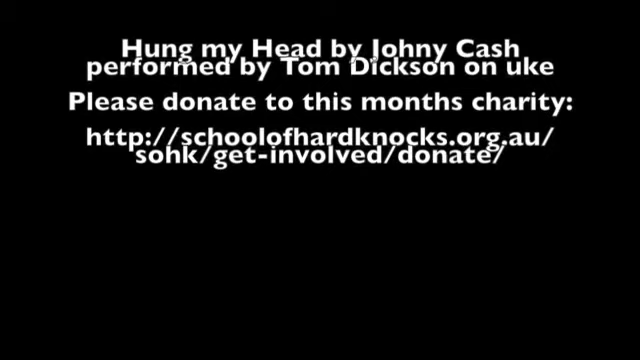 Hung my Head by Johny Cash
performed by Tom Dickson on uke
Please donate to this months charity:
http://schoolofhardknocks.org.au/
sohk/get-involved/donate/